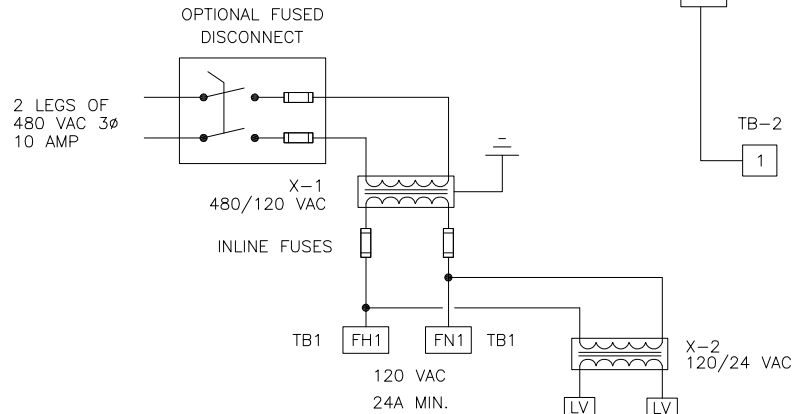 OPTIONAL FUSED
DISCONNECT
2 LEGS OF
480 VAC 3ø
10 AMP
TB-2
1
X-1
480/120 VAC
INLINE FUSES
TB1
FH1
FN1
TB1
120 VAC
24A MIN.
X-2
120/24 VAC
LV
LV